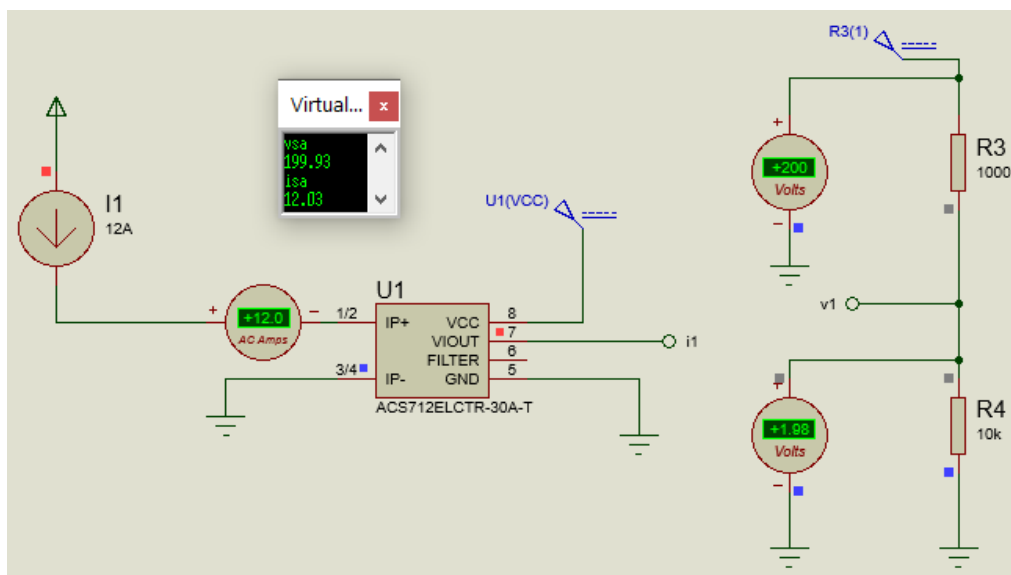 R3(1)
Virtual... x
vsa
199.93
isa
12.03
I1
12A
U1(VCC)
+
+200
Volts
−
R3
1000
+
+12.0
AC Amps
−
U1
1/2
IP+
VCC
8
VIOUT
7
FILTER
6
3/4
IP-
GND
5
ACS712ELCTR-30A-T
i1
v1
+
+1.98
Volts
−
R4
10k